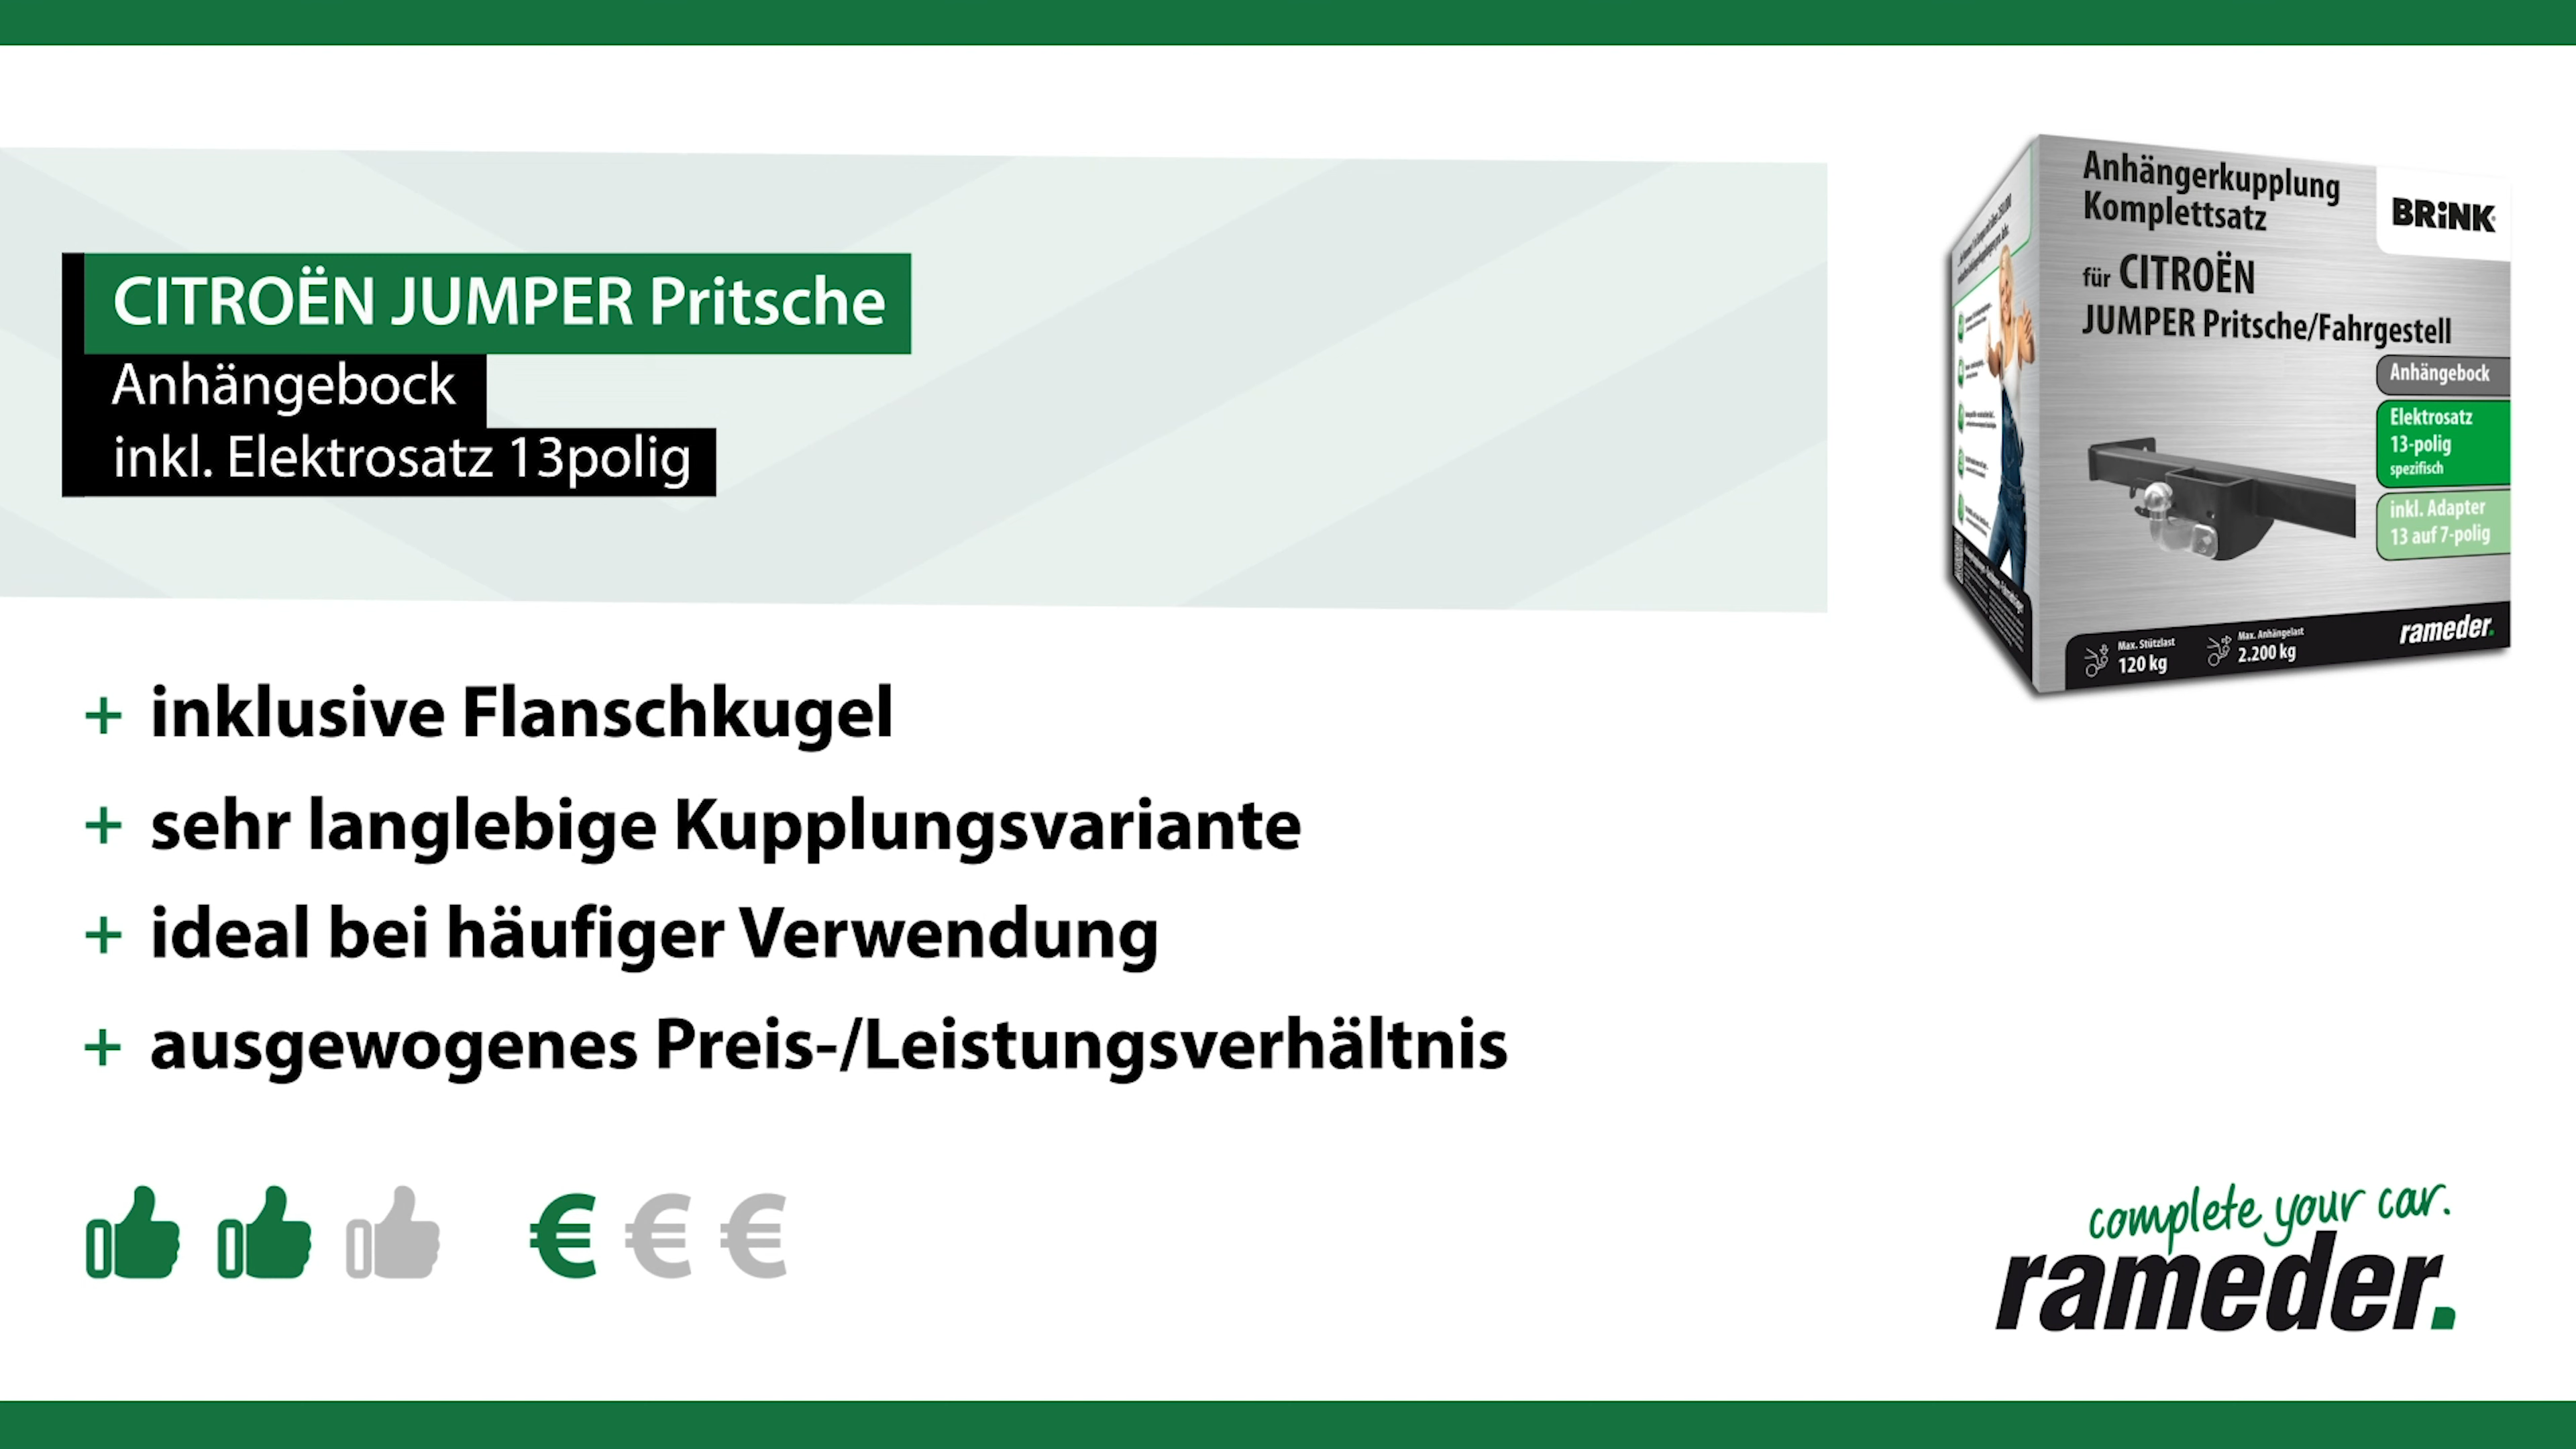 CITROËN JUMPER Pritsche
Anhängebock
inkl. Elektrosatz 13polig
+ inklusive Flanschkugel
+ sehr langlebige Kupplungsvariante
+ ideal bei häufiger Verwendung
+ ausgewogenes Preis-/Leistungsverhältnis
€ € €
Anhängerkupplung
Komplettsatz
BRiNK
für CITROËN
JUMPER Pritsche/Fahrgestell
Anhängebock
Elektrosatz
13-polig
spezifisch
inkl. Adapter
13 auf 7-polig
Max. Stützlast
120 kg
Max. Anhängelast
2.200 kg
rameder.
complete your car.
rameder.